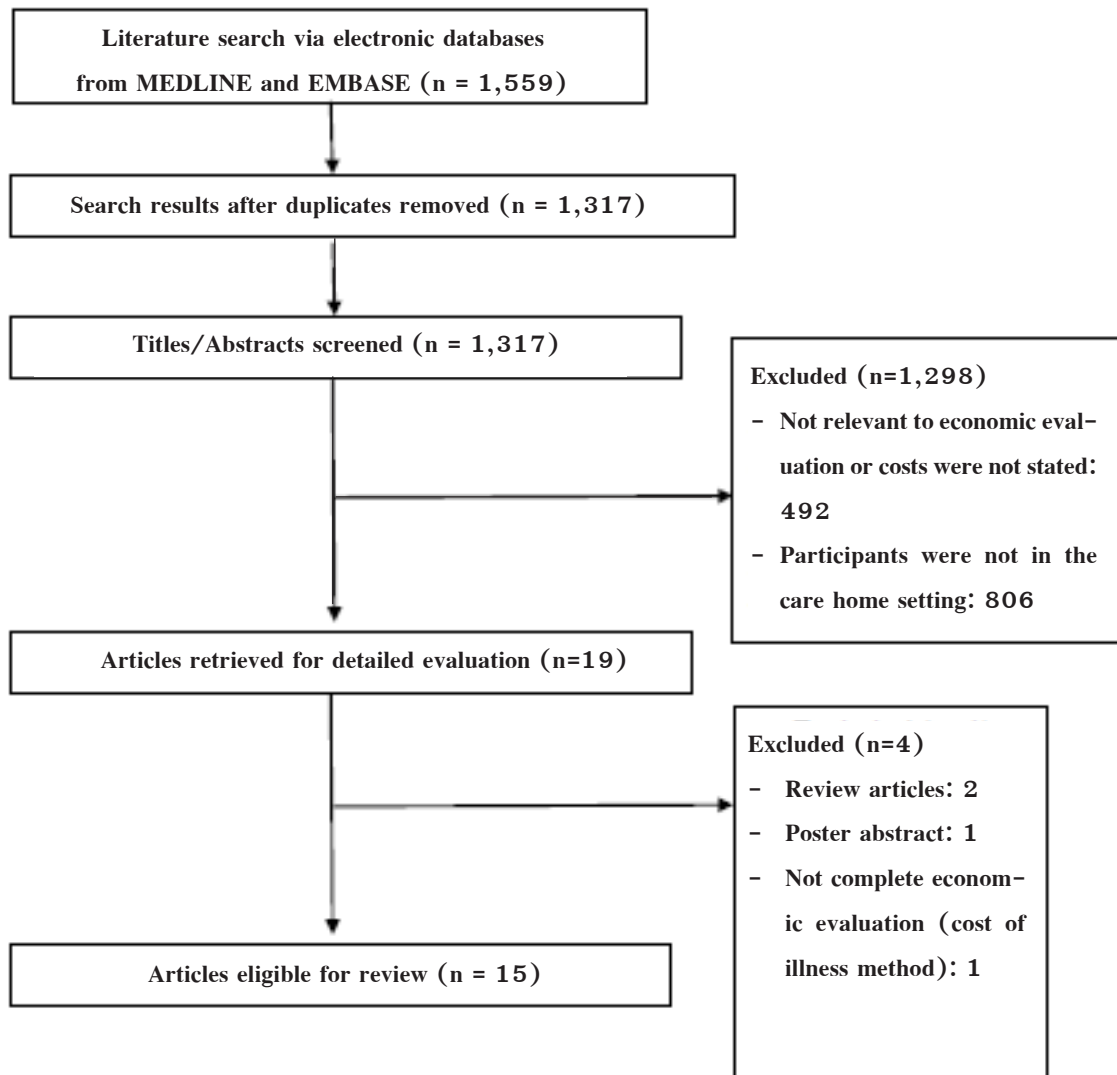 Literature search via electronic databases
from MEDLINE and EMBASE (n = 1,559)
Search results after duplicates removed (n = 1,317)
Titles/Abstracts screened (n = 1,317)
Excluded (n=1,298)
- Not relevant to economic eval-
uation or costs were not stated:
492
- Participants were not in the
care home setting: 806
Articles retrieved for detailed evaluation (n=19)
Excluded (n=4)
- Review articles: 2
- Poster abstract: 1
- Not complete econom-
ic evaluation (cost of
illness method): 1
Articles eligible for review (n = 15)